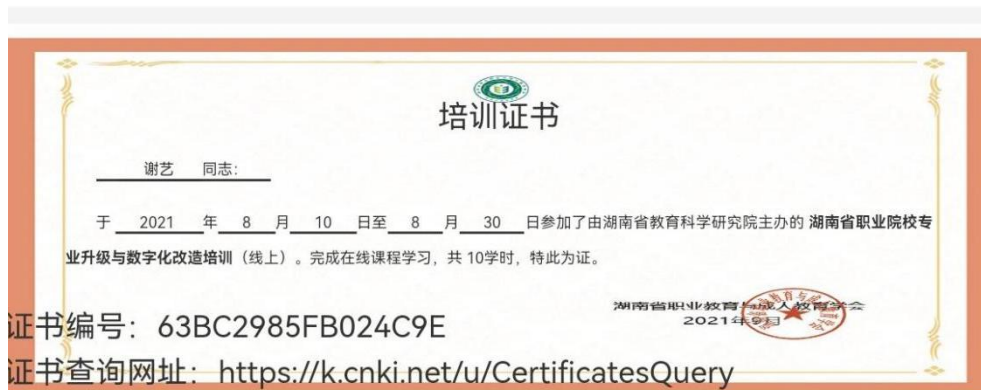 培训证书
谢艺 同志:
于 2021 年 8 月 10 日至 8 月 30 日参加了由湖南省教育科学研究院主办的 湖南省职业院校专
业升级与数字化改造培训（线上）。完成在线课程学习，共 10学时，特此为证。
湖南省职业教育与成人教育学会
2021年9月
证书编号：63BC2985FB024C9E
证书查询网址：https://k.cnki.net/u/CertificatesQuery